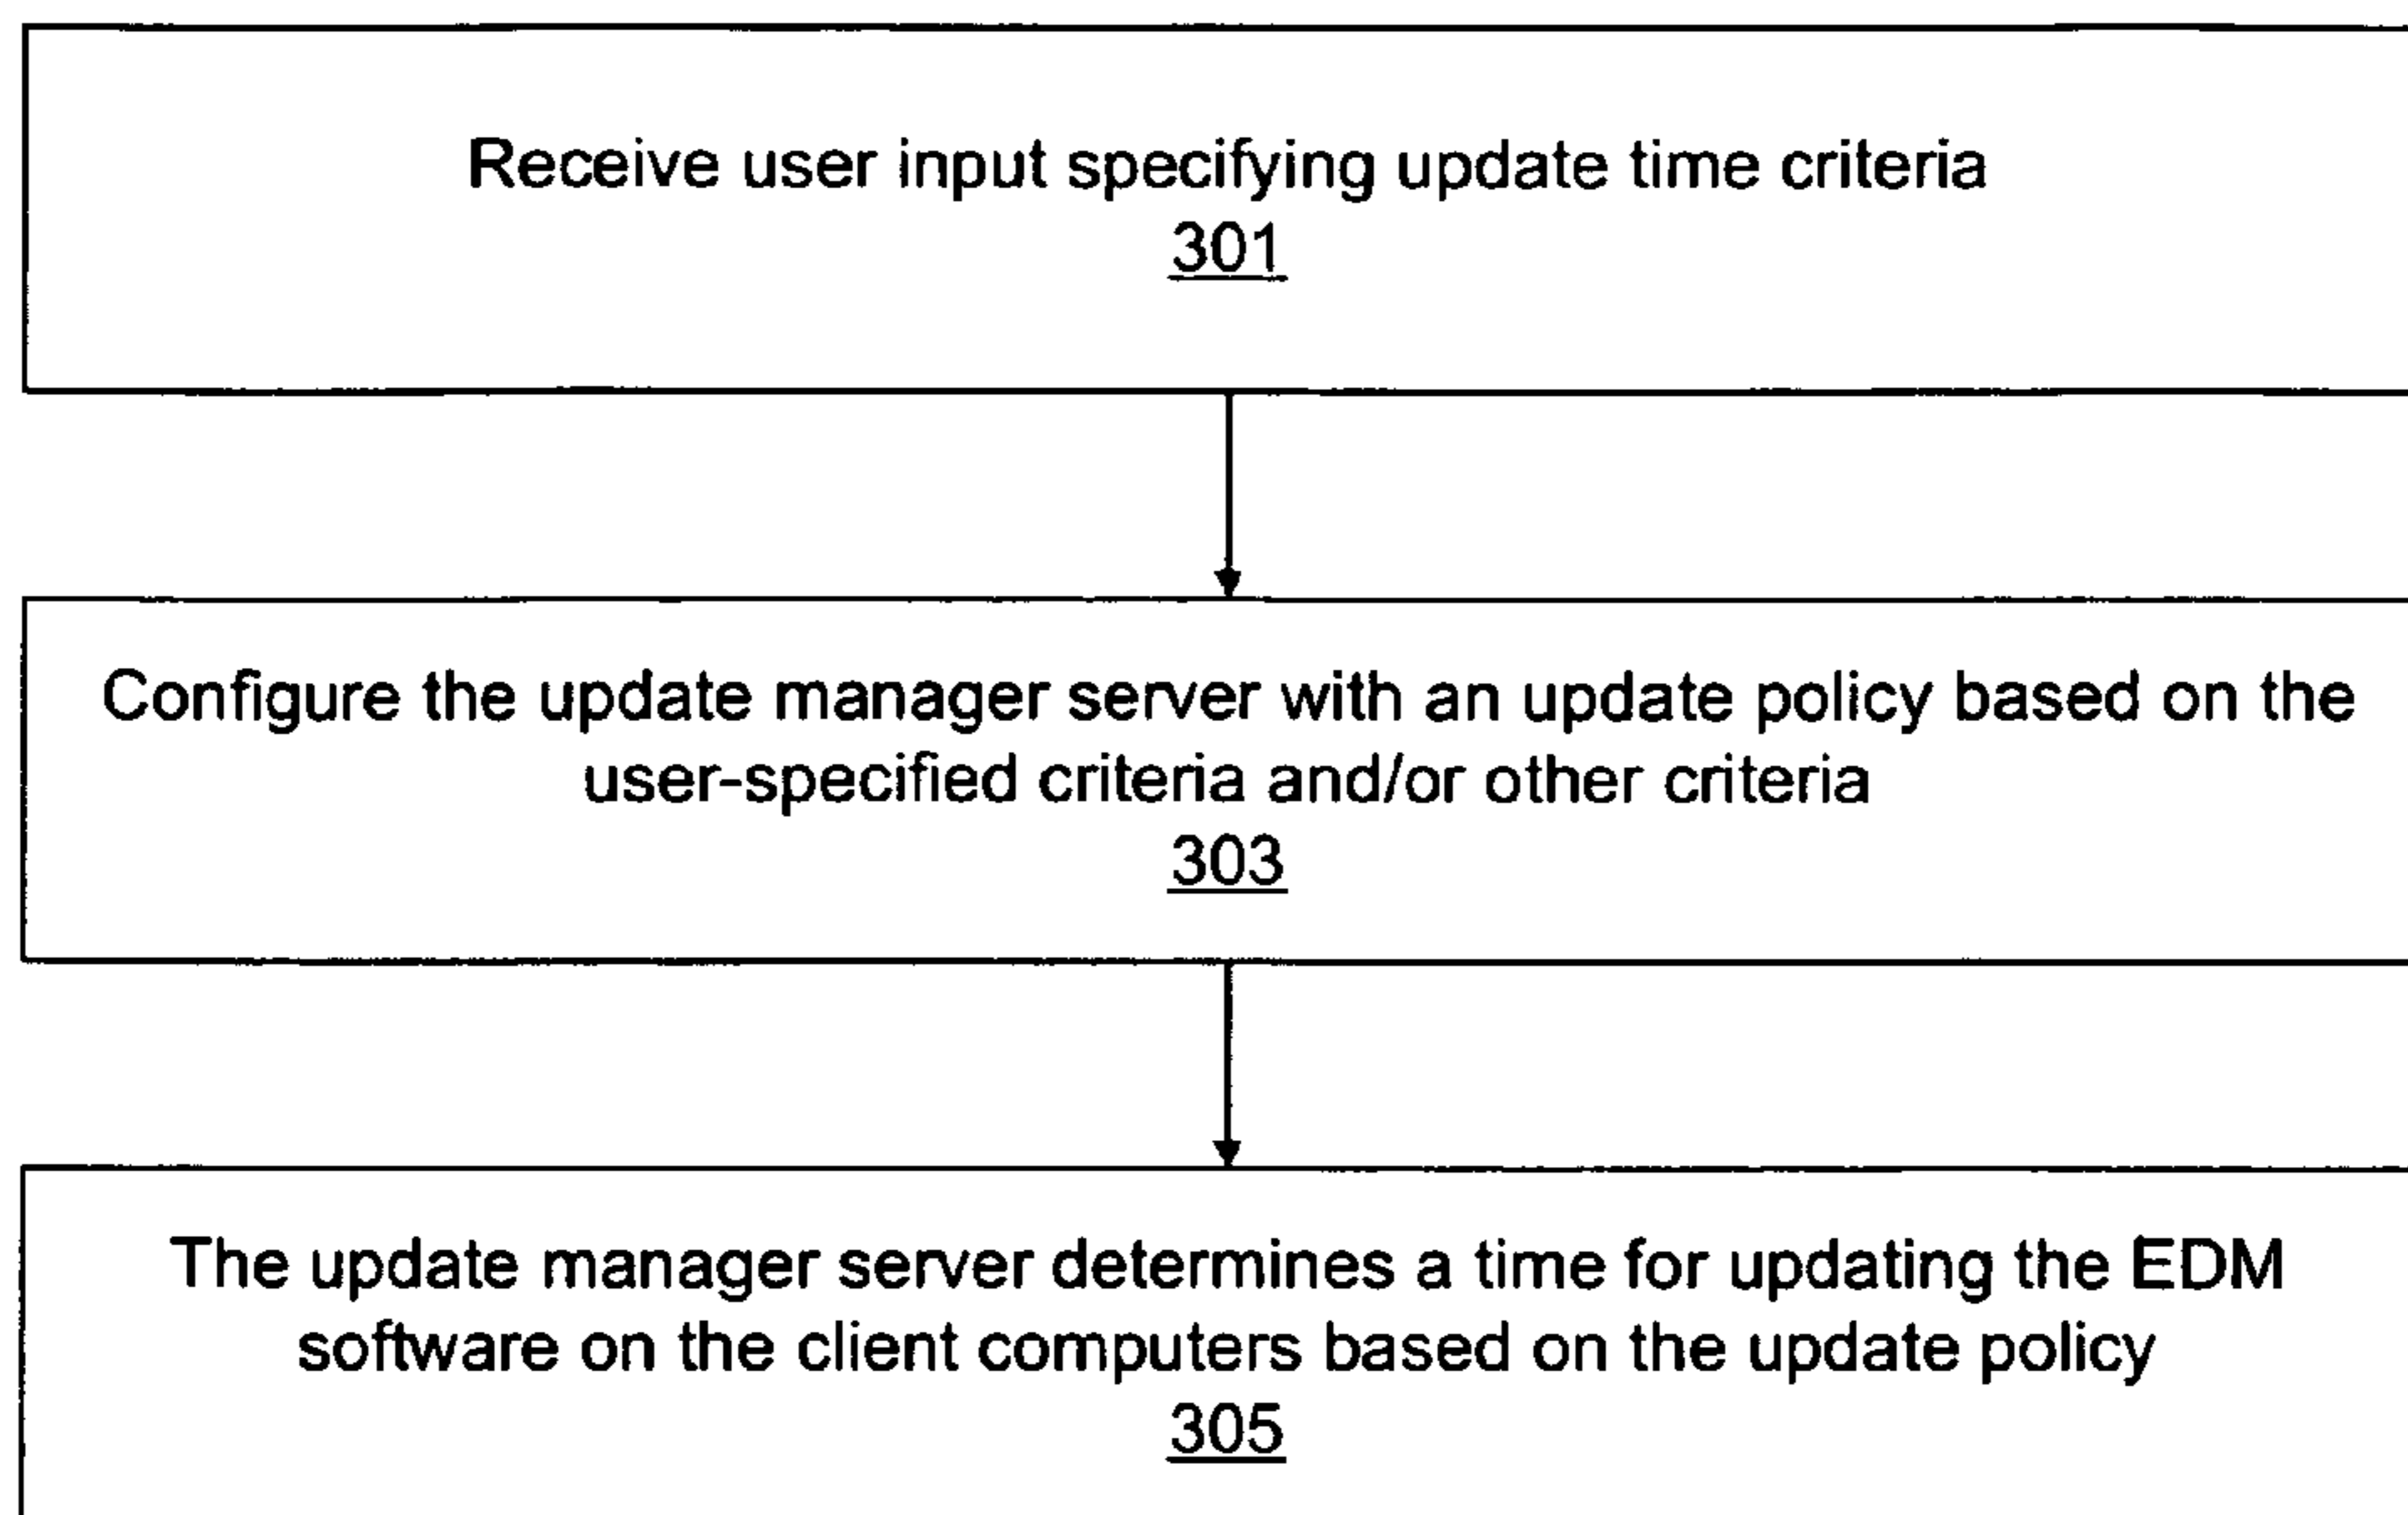 Receive user input specifying update time criteria
301
Configure the update manager server with an update policy based on the
user-specified criteria and/or other criteria
303
The update manager server determines a time for updating the EDM
software on the client computers based on the update policy
305